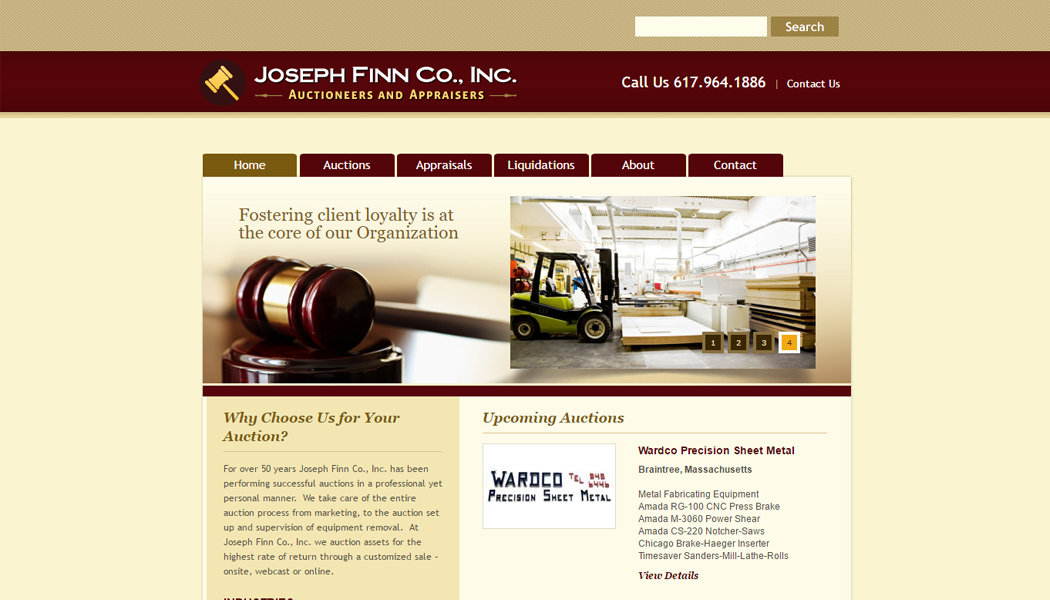 Search
JOSEPH FINN CO., INC.
AUCTIONEERS AND APPRAISERS
Call Us 617.964.1886 | Contact Us
Home Auctions Appraisals Liquidations About Contact
Fostering client loyalty is at
the core of our Organization
1 2 3 4
Why Choose Us for Your
Auction?
For over 50 years Joseph Finn Co., Inc. has been
performing successful auctions in a professional yet
personal manner. We take care of the entire
auction process from marketing, to the auction set
up and supervision of equipment removal. At
Joseph Finn Co., Inc. we auction assets for the
highest rate of return through a customized sale -
onsite, webcast or online.
INDUSTRIES
Upcoming Auctions
WARDCO TEL 848
6446
PRECISION SHEET METAL
Wardco Precision Sheet Metal
Braintree, Massachusetts
Metal Fabricating Equipment
Amada RG-100 CNC Press Brake
Amada M-3060 Power Shear
Amada CS-220 Notcher-Saws
Chicago Brake-Haeger Inserter
Timesaver Sanders-Mill-Lathe-Rolls
View Details